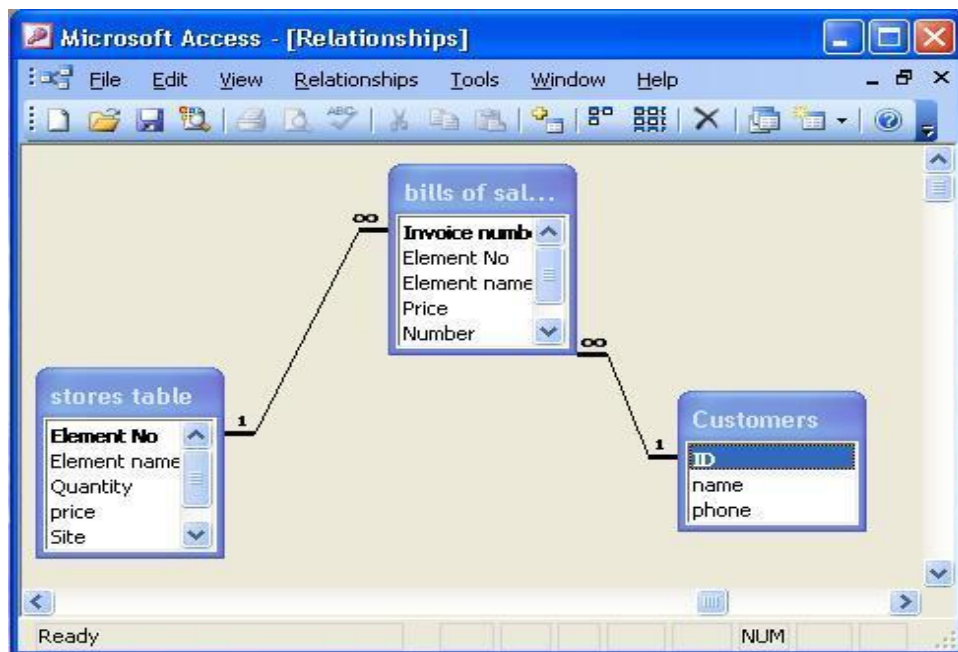 Microsoft Access - [Relationships]
File Edit View Relationships Tools Window Help
ABC
bills of sal...
Invoice numb
Element No
Element name
Price
Number
∞
∞
1
1
stores table
Element No
Element name
Quantity
price
Site
Customers
ID
name
phone
Ready
NUM